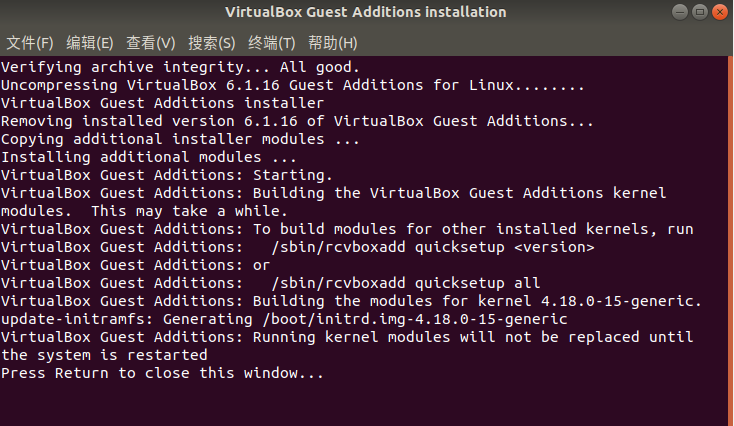 VirtualBox Guest Additions installation
文件(F) 编辑(E) 查看(V) 搜索(S) 终端(T) 帮助(H)
Verifying archive integrity... All good.
Uncompressing VirtualBox 6.1.16 Guest Additions for Linux........
VirtualBox Guest Additions installer
Removing installed version 6.1.16 of VirtualBox Guest Additions...
Copying additional installer modules ...
Installing additional modules ...
VirtualBox Guest Additions: Starting.
VirtualBox Guest Additions: Building the VirtualBox Guest Additions kernel
modules.  This may take a while.
VirtualBox Guest Additions: To build modules for other installed kernels, run
VirtualBox Guest Additions:   /sbin/rcvboxadd quicksetup <version>
VirtualBox Guest Additions: or
VirtualBox Guest Additions:   /sbin/rcvboxadd quicksetup all
VirtualBox Guest Additions: Building the modules for kernel 4.18.0-15-generic.
update-initramfs: Generating /boot/initrd.img-4.18.0-15-generic
VirtualBox Guest Additions: Running kernel modules will not be replaced until
the system is restarted
Press Return to close this window...